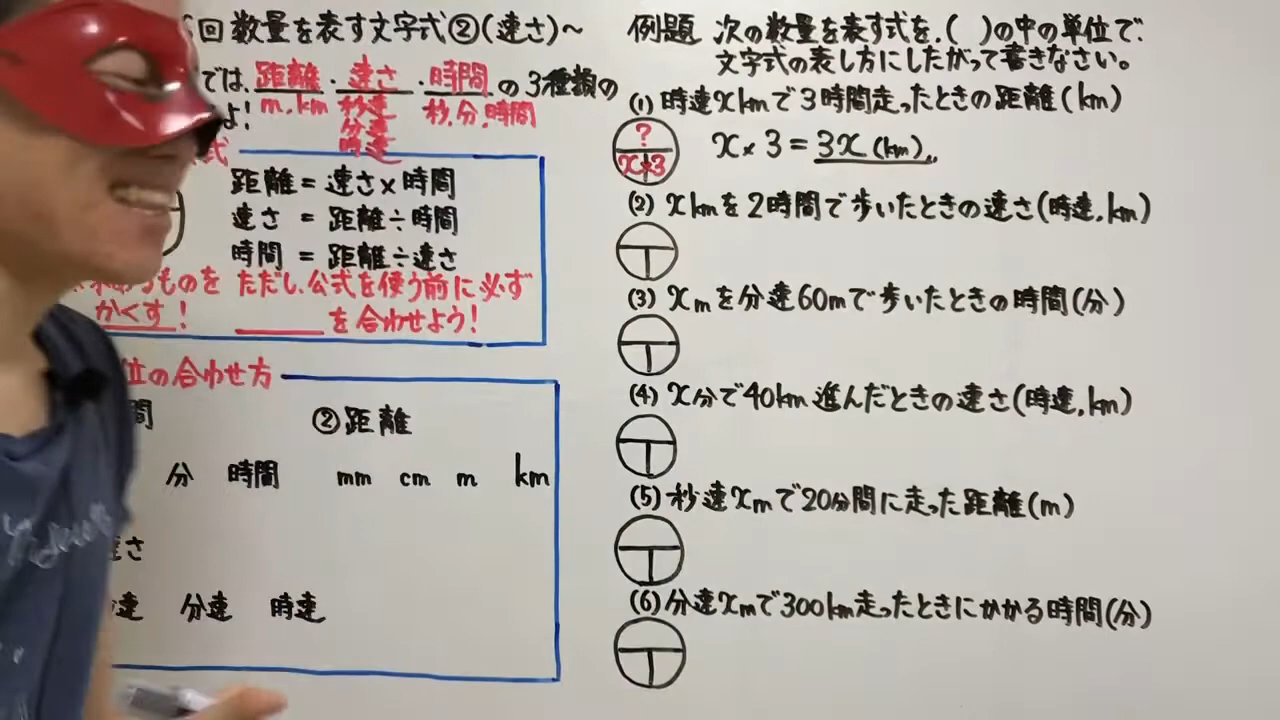 回 数量を表す文字式②(速さ)~
では、距離・速さ・時間の3種類の
m,km 秒速 秒.分.時間
よ! 分速
時速
式
距離=速さ×時間
速さ=距離÷時間
時間=距離÷速さ
ものを ただし、公式を使う前に必ず
かくす! ______を合わせよう!
位の合わせ方
間 ②距離
分 時間 mm cm m km
速さ
速 分速 時速
例題 次の数量を表す式を、( )の中の単位で、
文字式の表し方にしたがって書きなさい。
(1) 時速xkmで3時間走ったときの距離(km)
? x×3=3x(km)
x×3
(2) xkmを2時間で歩いたときの速さ(時速,km)
(3) xmを分速60mで歩いたときの時間(分)
(4) x分で40km進んだときの速さ(時速,km)
(5) 秒速xmで20分間に走った距離(m)
(6) 分速xmで300km走ったときにかかる時間(分)